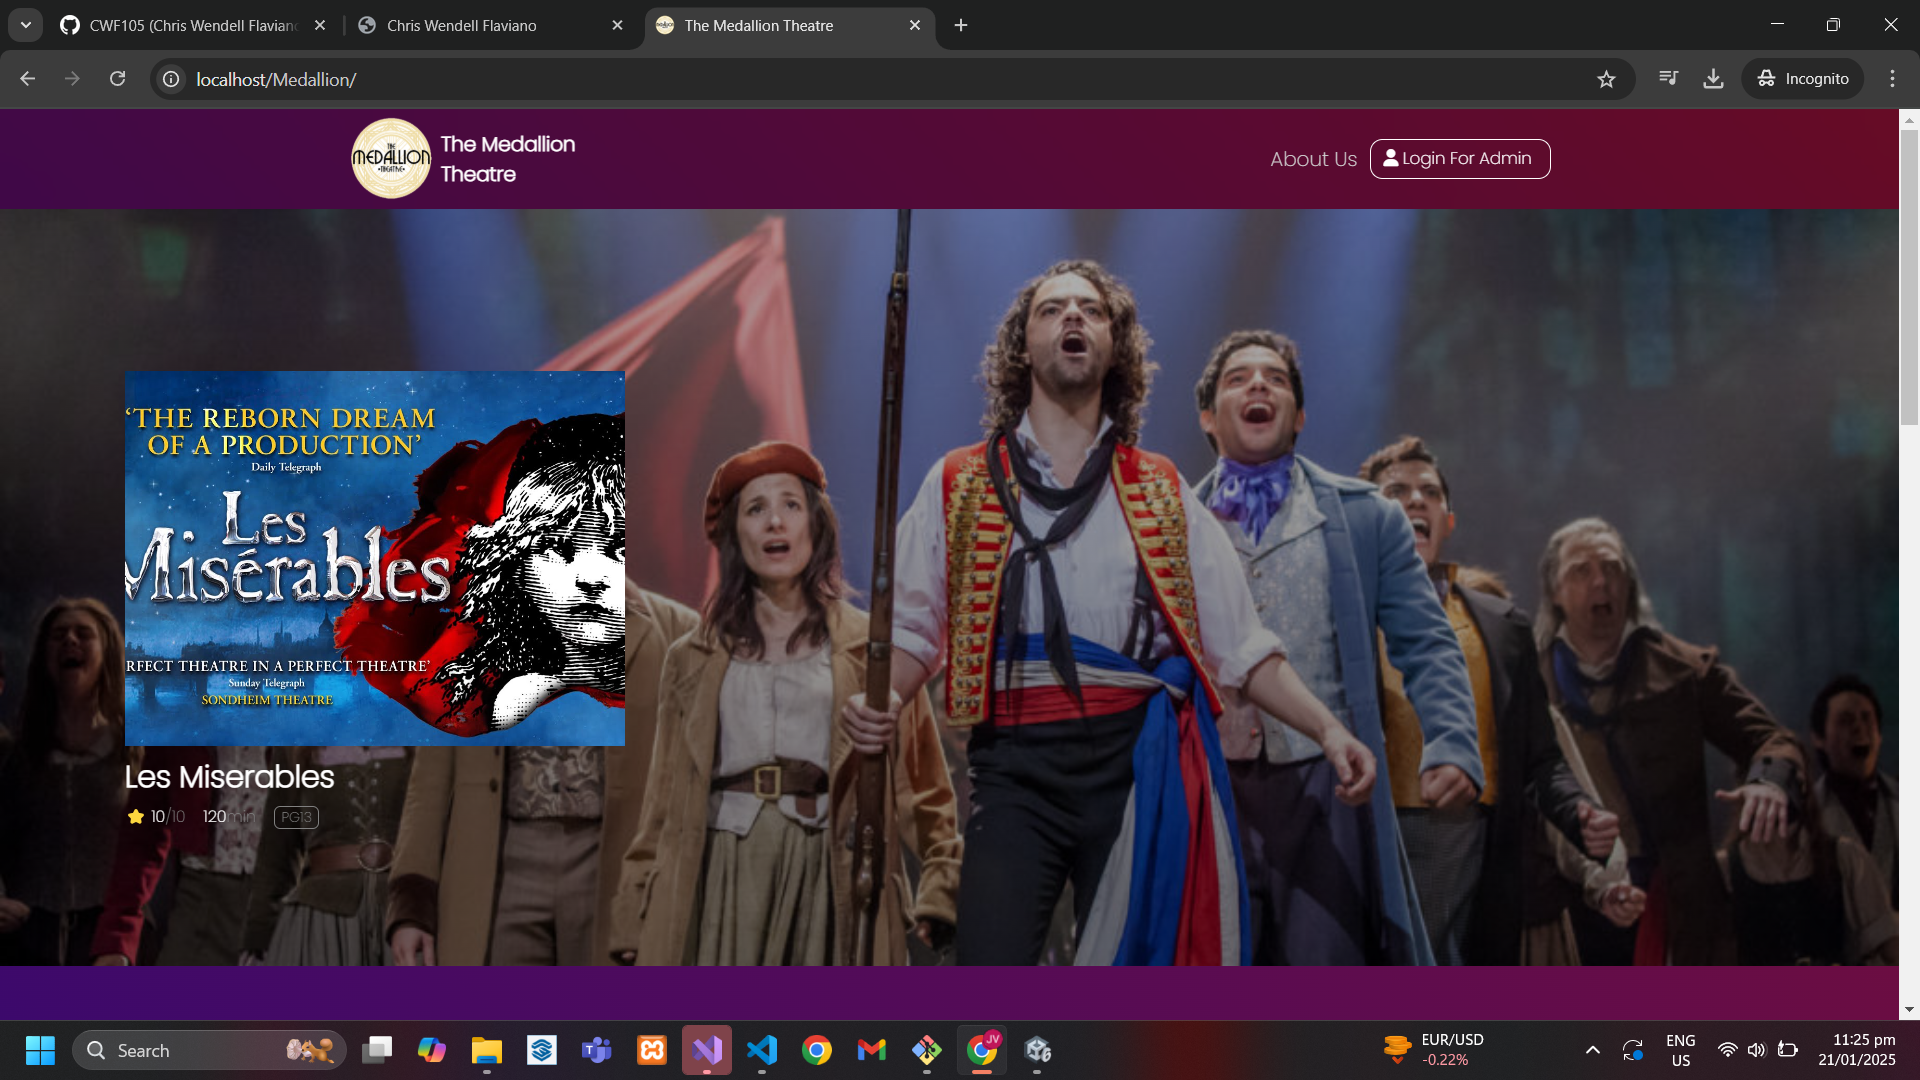 CWF105 (Chris Wendell Flavian
Chris Wendell Flaviano
The Medallion Theatre
localhost/Medallion/
Incognito
THE
MEDALLION
•THEATRE•
The Medallion
Theatre
About Us
Login For Admin
‘THE REBORN DREAM
OF A PRODUCTION’
Daily Telegraph
Les
Misérables
RFECT THEATRE IN A PERFECT THEATRE’
Sunday Telegraph
SONDHEIM THEATRE
Les Miserables
10/10 120min PG13
Search
JV
EUR/USD
-0.22%
ENG
US
11:25 pm
21/01/2025